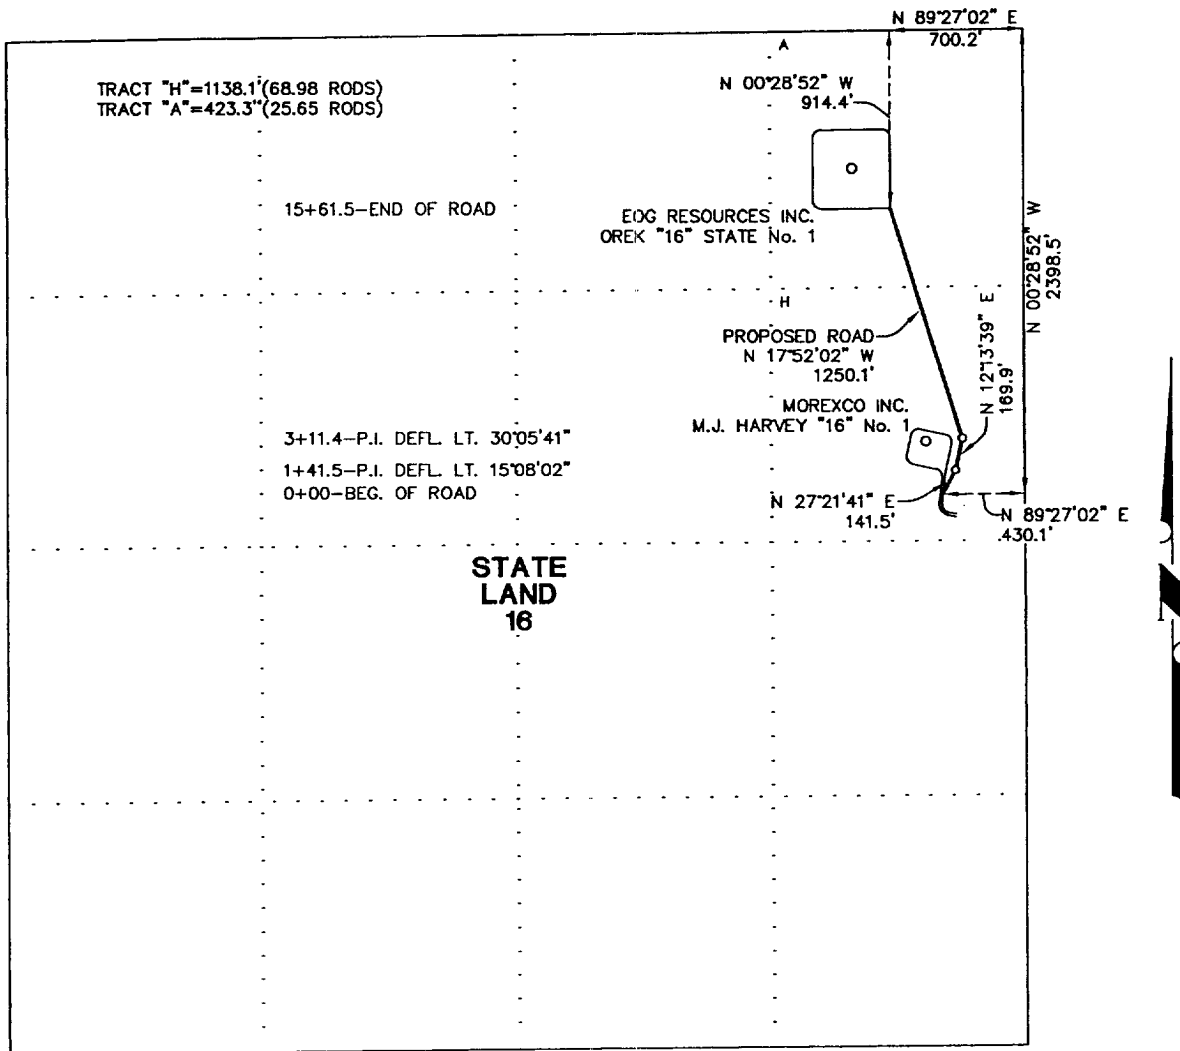 N 89°27'02" E
700.2'
A
TRACT "H"=1138.1'(68.98 RODS)
TRACT "A"=423.3"(25.65 RODS)
N 00°28'52" W
914.4'
15+61.5-END OF ROAD
EOG RESOURCES INC.
OREK "16" STATE No. 1
N 00°28'52" W
2398.5'
H
PROPOSED ROAD
N 17°52'02" W
1250.1'
N 12°13'39" E
169.9'
MOREXCO INC.
M.J. HARVEY "16" No. 1
3+11.4-P.I. DEFL. LT. 30°05'41"
1+41.5-P.I. DEFL. LT. 15°08'02"
0+00-BEG. OF ROAD
N 27°21'41" E
141.5'
N 89°27'02" E
430.1'
STATE
LAND
16
N